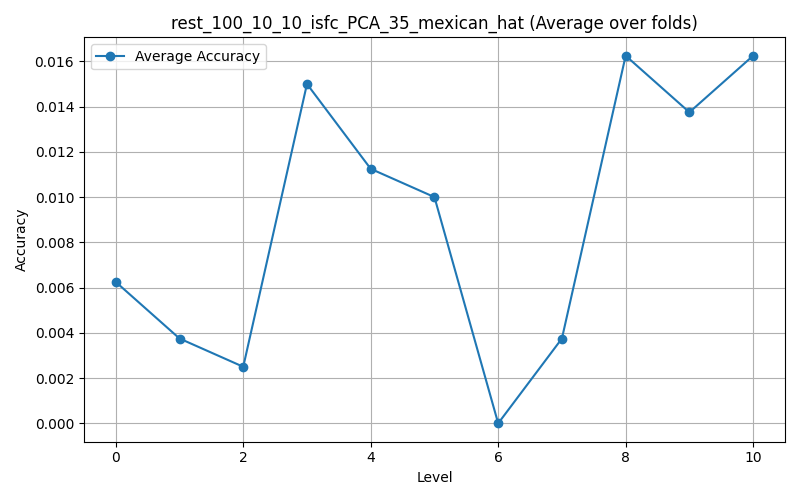 rest_100_10_10_isfc_PCA_35_mexican_hat (Average over folds)
Average Accuracy
0.016
0.014
0.012
0.010
0.008
0.006
0.004
0.002
0.000
Accuracy
0 2 4 6 8 10
Level